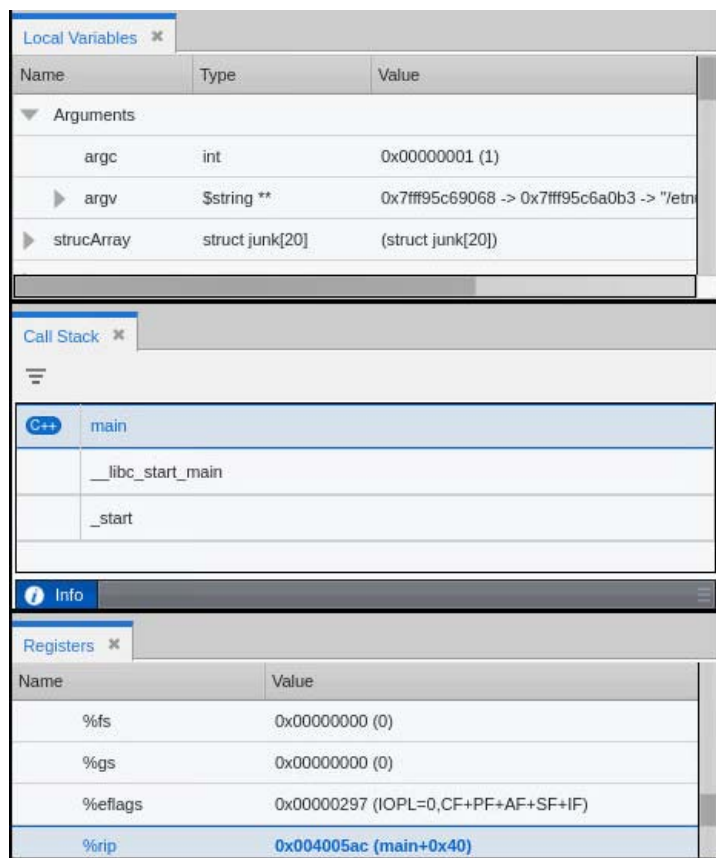 Local Variables
Name Type Value
Arguments
argc int 0x00000001 (1)
argv $string ** 0x7fff95c69068 -> 0x7fff95c6a0b3 -> "/etn
strucArray struct junk[20] (struct junk[20])
Call Stack
C++ main
__libc_start_main
_start
Info
Registers
Name Value
%fs 0x00000000 (0)
%gs 0x00000000 (0)
%eflags 0x00000297 (IOPL=0,CF+PF+AF+SF+IF)
%rip 0x004005ac (main+0x40)